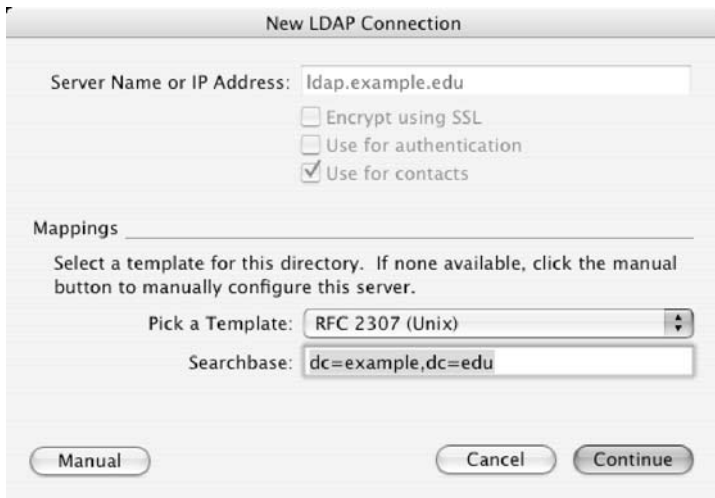 New LDAP Connection
Server Name or IP Address: ldap.example.edu
Encrypt using SSL
Use for authentication
Use for contacts
Mappings
Select a template for this directory. If none available, click the manual
button to manually configure this server.
Pick a Template: RFC 2307 (Unix)
Searchbase: dc=example,dc=edu
Manual Cancel Continue